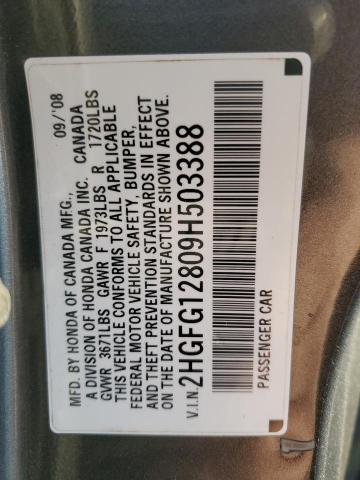 MFD. BY HONDA OF CANADA MFG., 09/'08
A DIVISION OF HONDA CANADA INC. CANADA
GVWR 3671LBS GAWR F 1973LBS R 1720LBS
THIS VEHICLE CONFORMS TO ALL APPLICABLE
FEDERAL MOTOR VEHICLE SAFETY, BUMPER,
AND THEFT PREVENTION STANDARDS IN EFFECT
ON THE DATE OF MANUFACTURE SHOWN ABOVE.
V.I.N. 2HGFG12809H503388
PASSENGER CAR